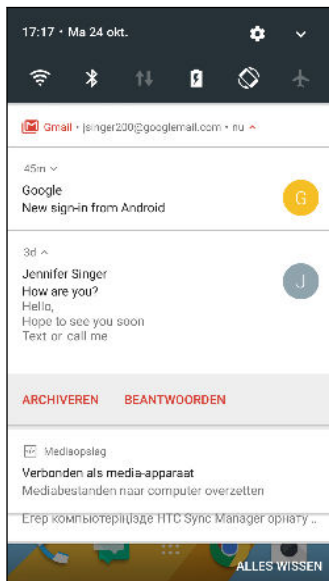 17:17 • Ma 24 okt.
Gmail • jsinger200@googlemail.com • nu
45m
Google
New sign-in from Android
G
3d
Jennifer Singer
How are you?
J
Hello,
Hope to see you soon
Text or call me
ARCHIVEREN BEANTWOORDEN
Mediaopslag
Verbonden als media-apparaat
Mediabestanden naar computer overzetten
Егер компьютеріңізде HTC Sync Manager орнату ..
ALLES WISSEN